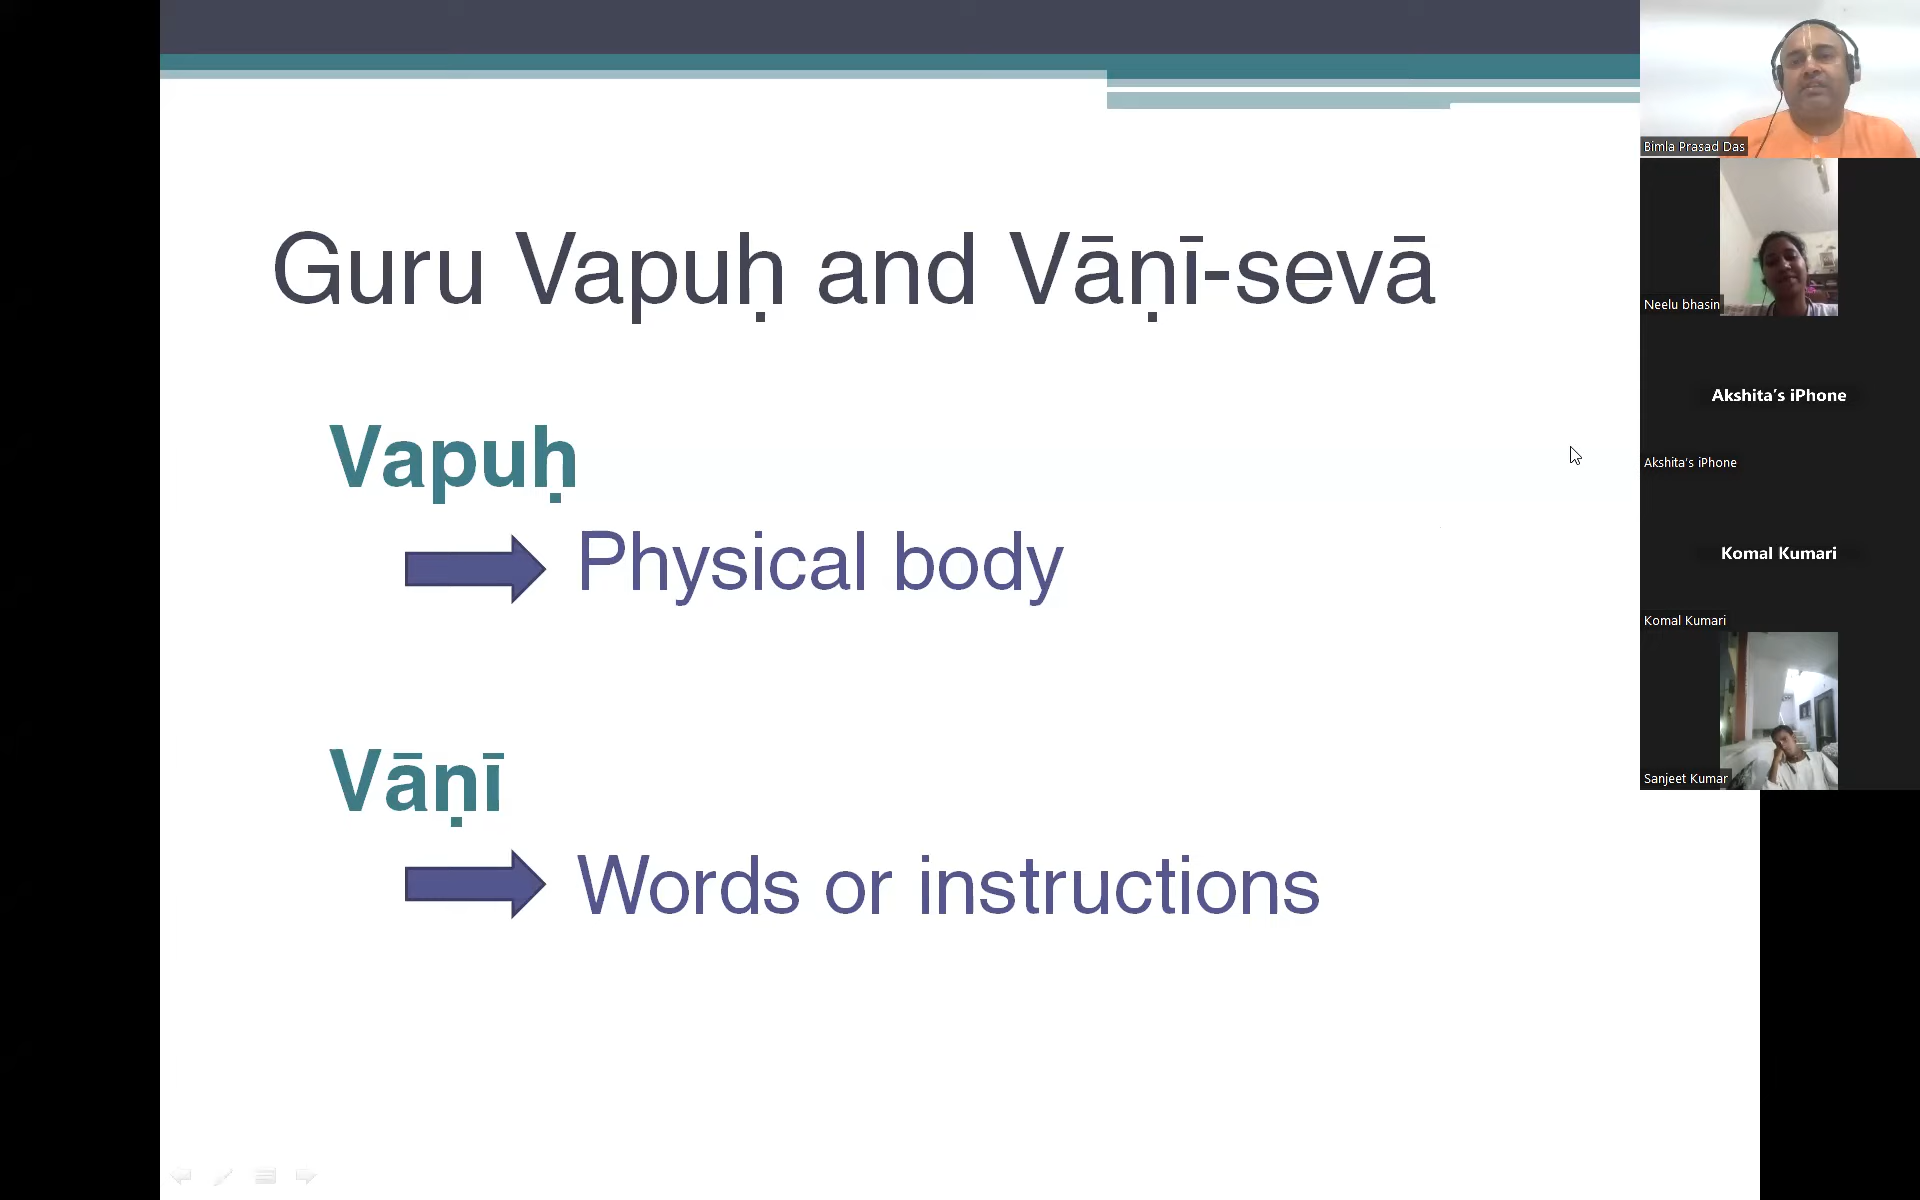 Guru Vapuḥ and Vāṇī-sevā
Vapuḥ
Physical body
Vāṇī
Words or instructions
Bimla Prasad Das
Neelu bhasin
Akshita's iPhone
Akshita's iPhone
Komal Kumari
Komal Kumari
Sanjeet Kumar